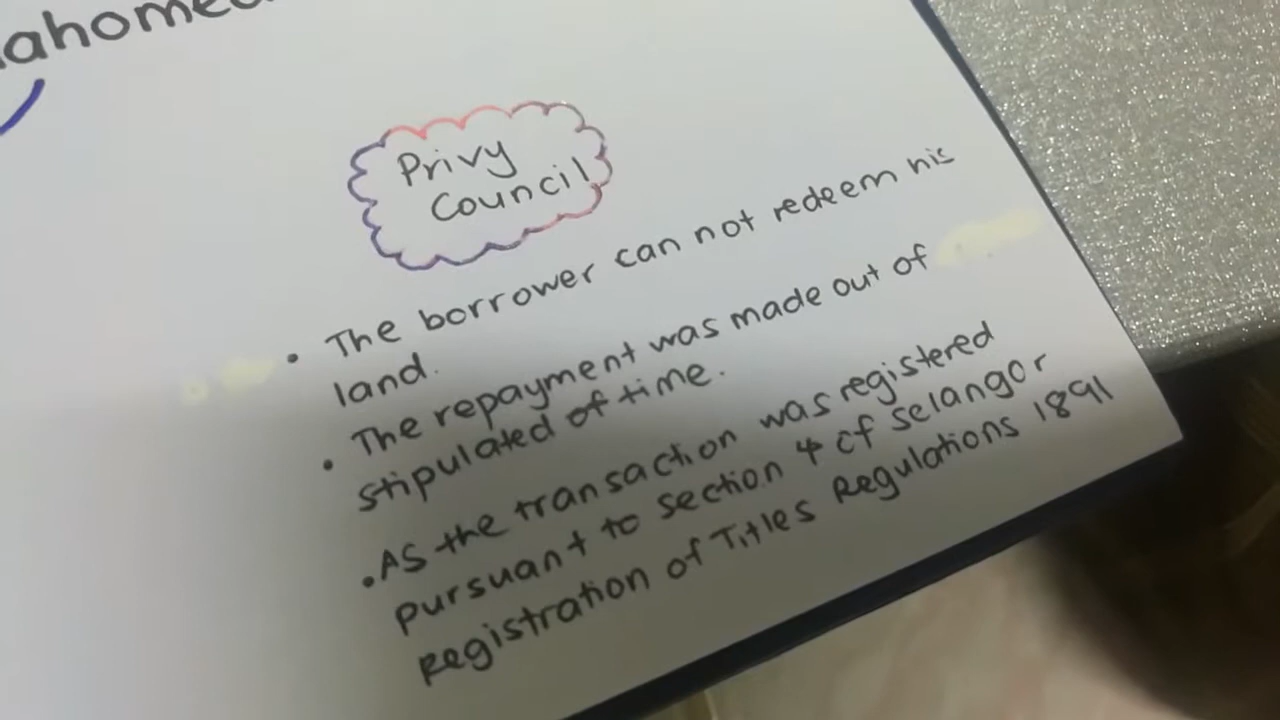 ahomed
Privy
Council
• The borrower can not redeem his
land.
• The repayment was made out of
stipulated of time.
• As the transaction was registered
pursuant to section 4 of Selangor
Registration of Titles Regulations 1891